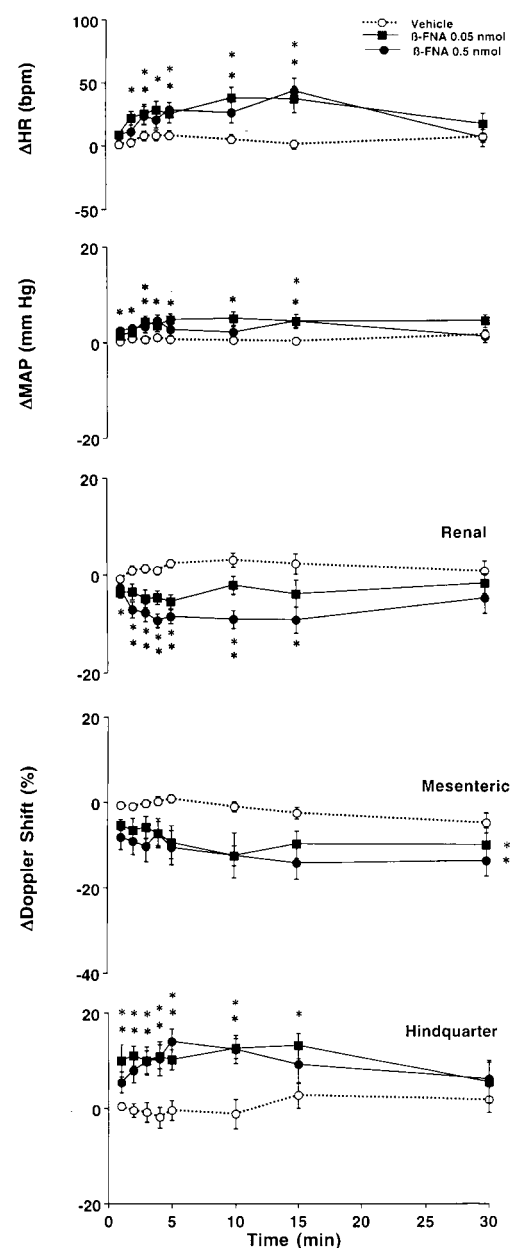 Vehicle
ß-FNA 0.05 nmol
ß-FNA 0.5 nmol
100
50
0
-50
ΔHR (bpm)
* *
* * * * * * *
20
0
-20
ΔMAP (mm Hg)
*
* * * * * * *
20
0
-20
Renal
* * * * * * *
* * * * *
20
0
-20
-40
Mesenteric
ΔDoppler Shift (%)
*
*
20
0
-20
Hindquarter
* * * * * * *
* * * * * *
0 5 10 15 20 25 30
Time (min)